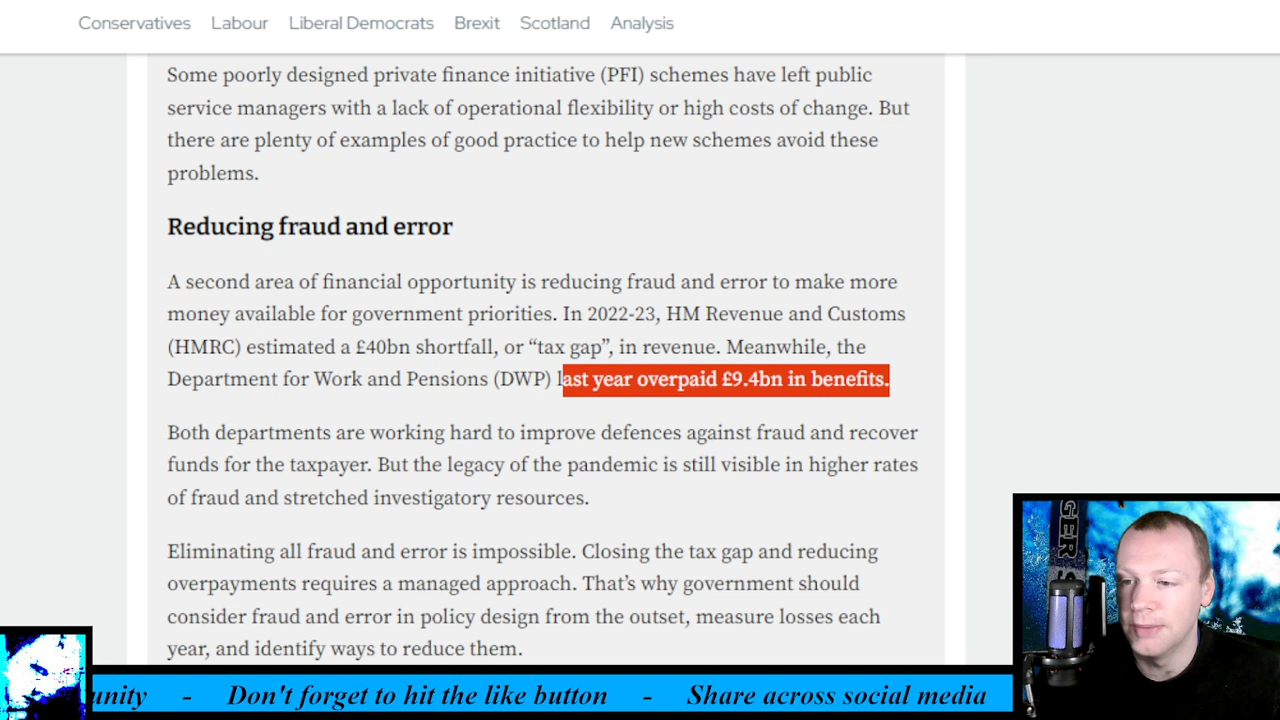 Conservatives Labour Liberal Democrats Brexit Scotland Analysis
Some poorly designed private finance initiative (PFI) schemes have left public
service managers with a lack of operational flexibility or high costs of change. But
there are plenty of examples of good practice to help new schemes avoid these
problems.
Reducing fraud and error
A second area of financial opportunity is reducing fraud and error to make more
money available for government priorities. In 2022-23, HM Revenue and Customs
(HMRC) estimated a £40bn shortfall, or “tax gap”, in revenue. Meanwhile, the
Department for Work and Pensions (DWP) last year overpaid £9.4bn in benefits.
Both departments are working hard to improve defences against fraud and recover
funds for the taxpayer. But the legacy of the pandemic is still visible in higher rates
of fraud and stretched investigatory resources.
Eliminating all fraud and error is impossible. Closing the tax gap and reducing
overpayments requires a managed approach. That’s why government should
consider fraud and error in policy design from the outset, measure losses each
year, and identify ways to reduce them.
GER
unity - Don't forget to hit the like button - Share across social media